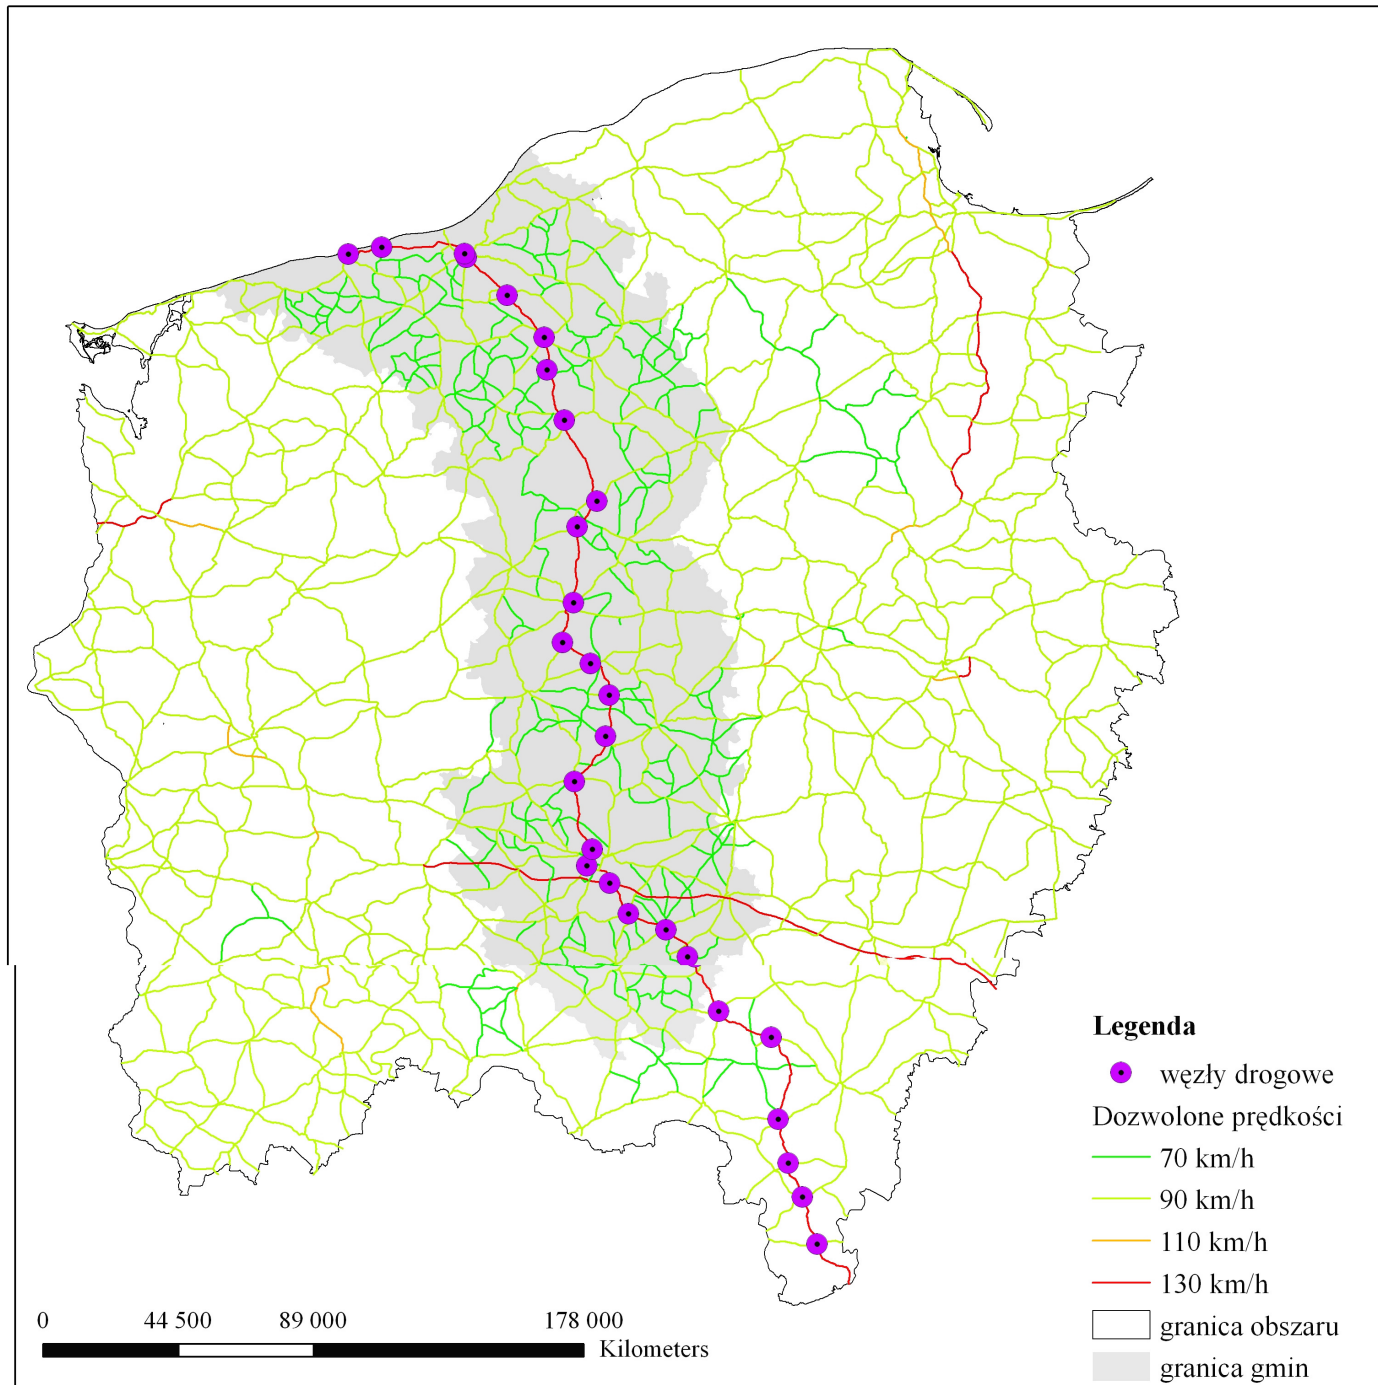 Legenda
węzły drogowe
Dozwolone prędkości
70 km/h
90 km/h
110 km/h
130 km/h
granica obszaru
granica gmin
0 44 500 89 000 178 000
Kilometers